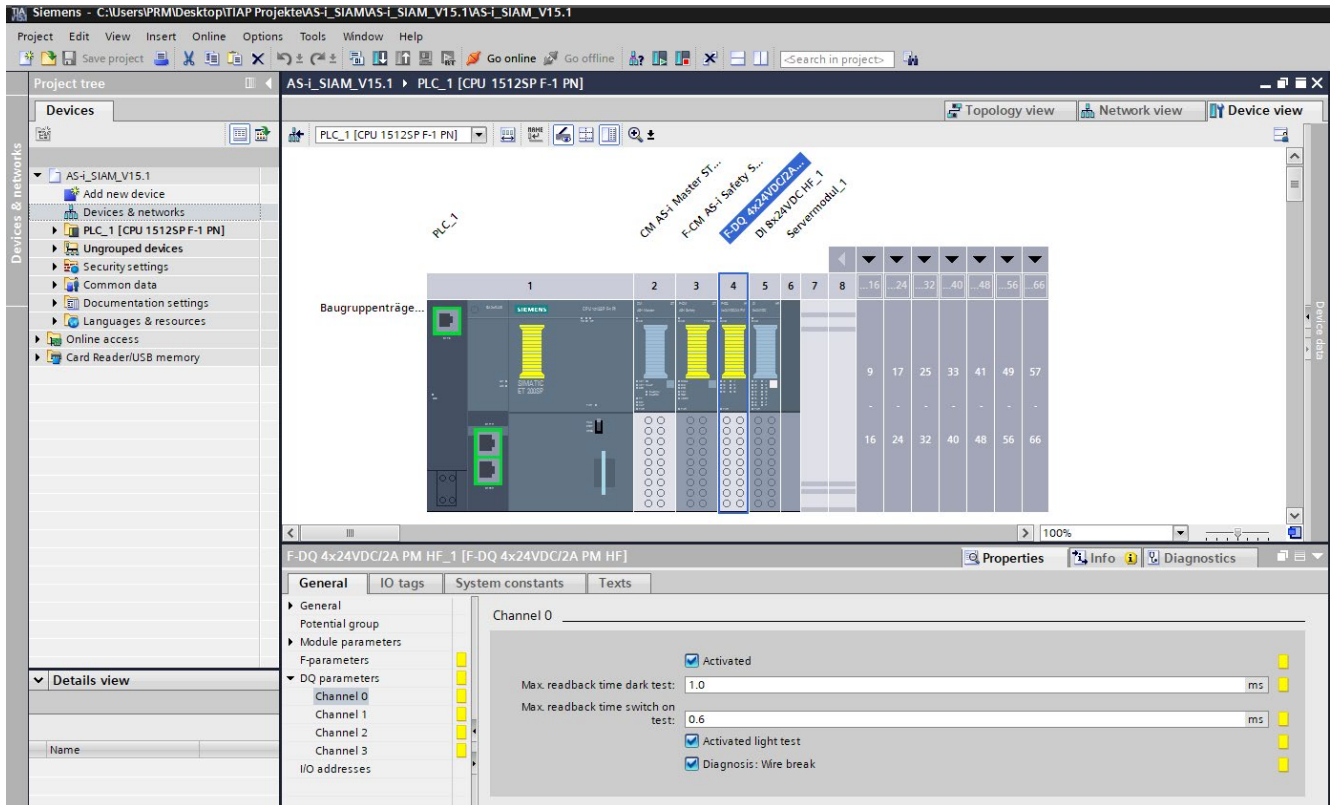 Siemens - C:\Users\PRM\Desktop\TIAP Projekte\AS-i_SIAM\AS-i_SIAM_V15.1\AS-i_SIAM_V15.1
Project Edit View Insert Online Options Tools Window Help
Save project Go online Go offline <Search in project>
Project tree
AS-i_SIAM_V15.1 PLC_1 [CPU 1512SP F-1 PN]
Devices
Topology view Network view Device view
PLC_1 [CPU 1512SP F-1 PN]
Devices & networks
AS-i_SIAM_V15.1
Add new device
Devices & networks
PLC_1 [CPU 1512SP F-1 PN]
Ungrouped devices
Security settings
Common data
Documentation settings
Languages & resources
Online access
Card Reader/USB memory
PLC_1
CM AS-i Master ST...
F-CM AS-i Safety S...
F-DQ 4x24VDC/2A...
DI 8x24VDC HF_1
Servermodul_1
1 2 3 4 5 6 7 8 ...16 ...24 ...32 ...40 ...48 ...56 ...66
Baugruppenträge...
SIEMENS
SIMATIC
ET 200SP
9 17 25 33 41 49 57
- - - - - - -
16 24 32 40 48 56 66
Device data
100%
F-DQ 4x24VDC/2A PM HF_1 [F-DQ 4x24VDC/2A PM HF]
Properties Info Diagnostics
General IO tags System constants Texts
General
Potential group
Module parameters
F-parameters
DQ parameters
Channel 0
Channel 1
Channel 2
Channel 3
I/O addresses
Channel 0
Activated
Max. readback time dark test: 1.0 ms
Max. readback time switch on
test: 0.6 ms
Activated light test
Diagnosis: Wire break
Details view
Name